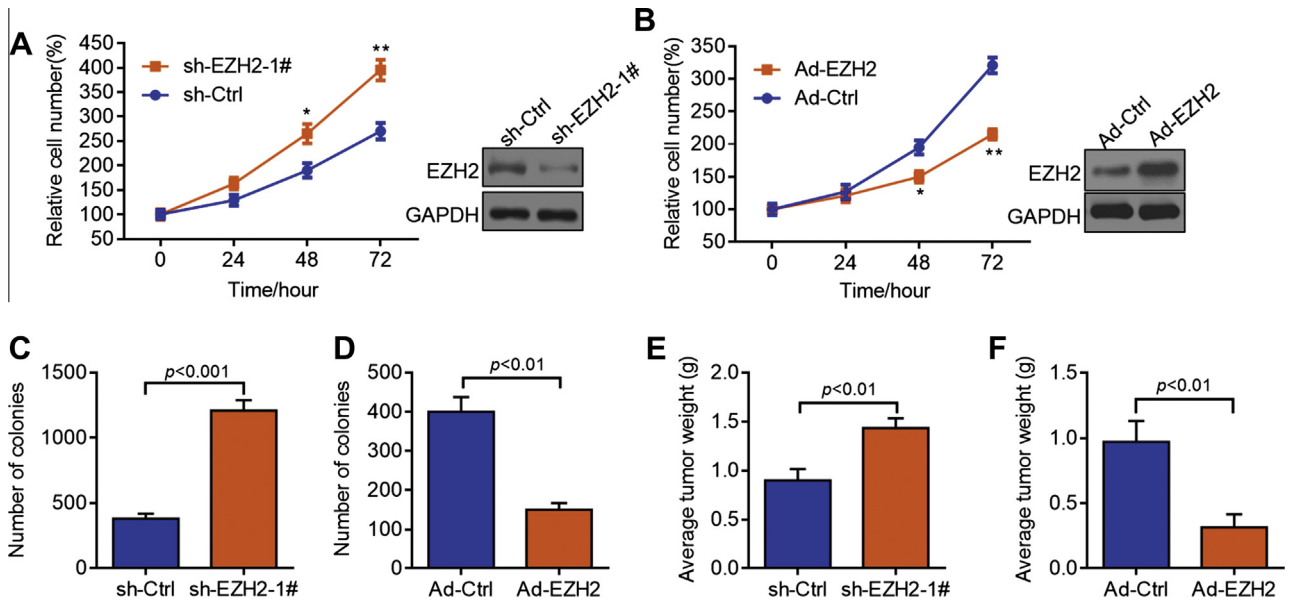 A
Relative cell number(%)
450
400
350
300
250
200
150
100
50
sh-EZH2-1#
sh-Ctrl
*
**
0
24
48
72
Time/hour
sh-Ctrl
sh-EZH2-1#
EZH2
GAPDH
B
Relative cell number(%)
350
300
250
200
150
100
50
Ad-EZH2
Ad-Ctrl
*
**
0
24
48
72
Time/hour
Ad-Ctrl
Ad-EZH2
EZH2
GAPDH
C
Number of colonies
1500
1000
500
0
p<0.001
sh-Ctrl
sh-EZH2-1#
D
Number of colonies
500
400
300
200
100
0
p<0.01
Ad-Ctrl
Ad-EZH2
E
Average tumor weight (g)
2.0
1.5
1.0
0.5
0.0
p<0.01
sh-Ctrl
sh-EZH2-1#
F
Average tumor weight (g)
1.5
1.0
0.5
0.0
p<0.01
Ad-Ctrl
Ad-EZH2